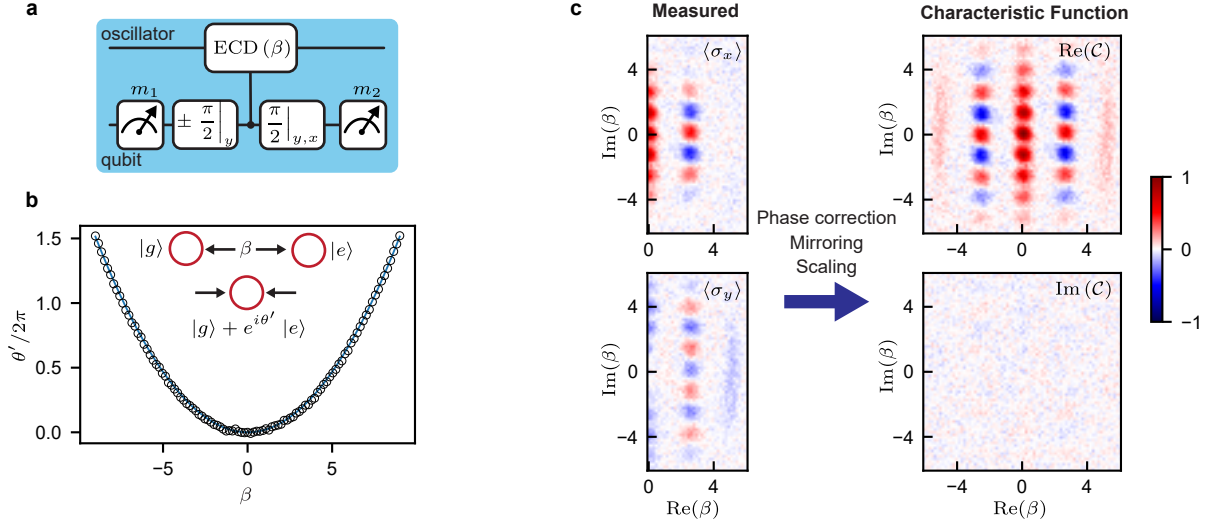 a
oscillator
ECD (β)
m₁
± π/2 |y
π/2 |y,x
m₂
qubit
b
θ′/2π
1.5
1.0
0.5
0.0
|g⟩ β |e⟩
|g⟩ + e^{iθ′} |e⟩
−5 0 5
β
c
Measured
Characteristic Function
⟨σx⟩
Im(β)
4
0
−4
0 4
Re(C)
Im(β)
4
0
−4
−4 0 4
⟨σy⟩
Im(β)
4
0
−4
0 4
Re(β)
Im (C)
Im(β)
4
0
−4
−4 0 4
Re(β)
Phase correction
Mirroring
Scaling
1
0
−1